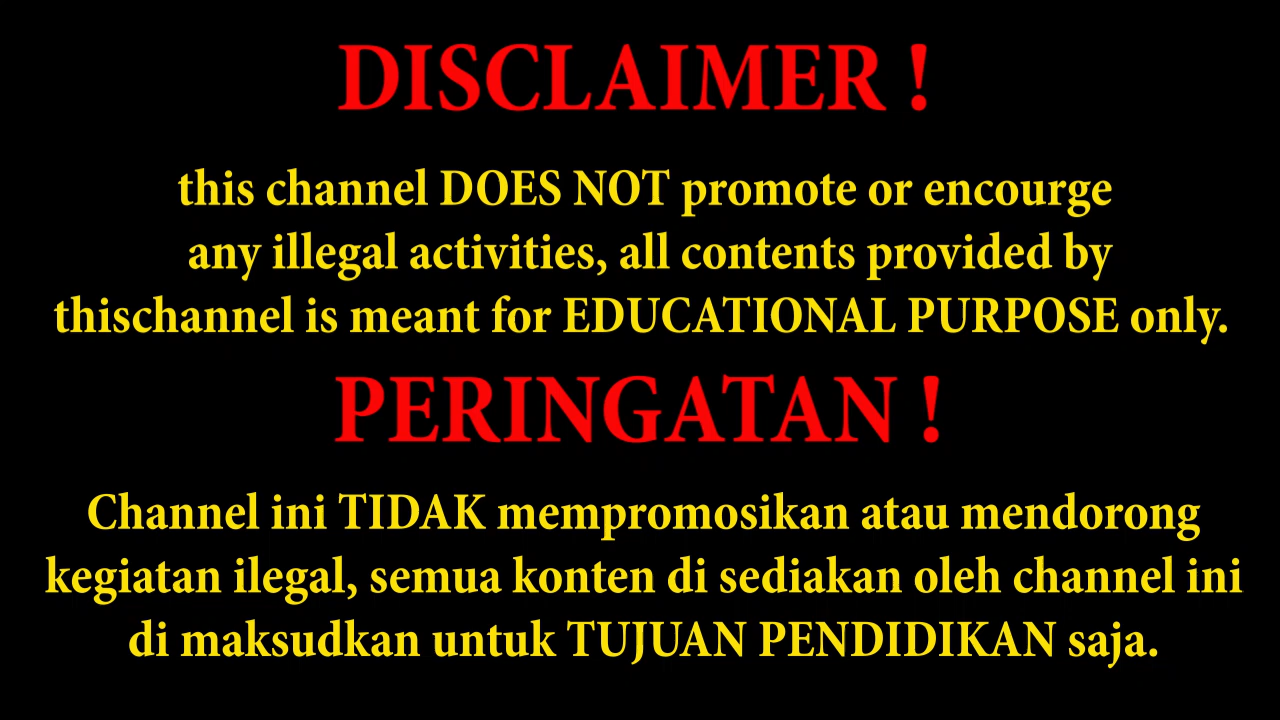 DISCLAIMER !
this channel DOES NOT promote or encourge
any illegal activities, all contents provided by
thischannel is meant for EDUCATIONAL PURPOSE only.
PERINGATAN !
Channel ini TIDAK mempromosikan atau mendorong
kegiatan ilegal, semua konten di sediakan oleh channel ini
di maksudkan untuk TUJUAN PENDIDIKAN saja.